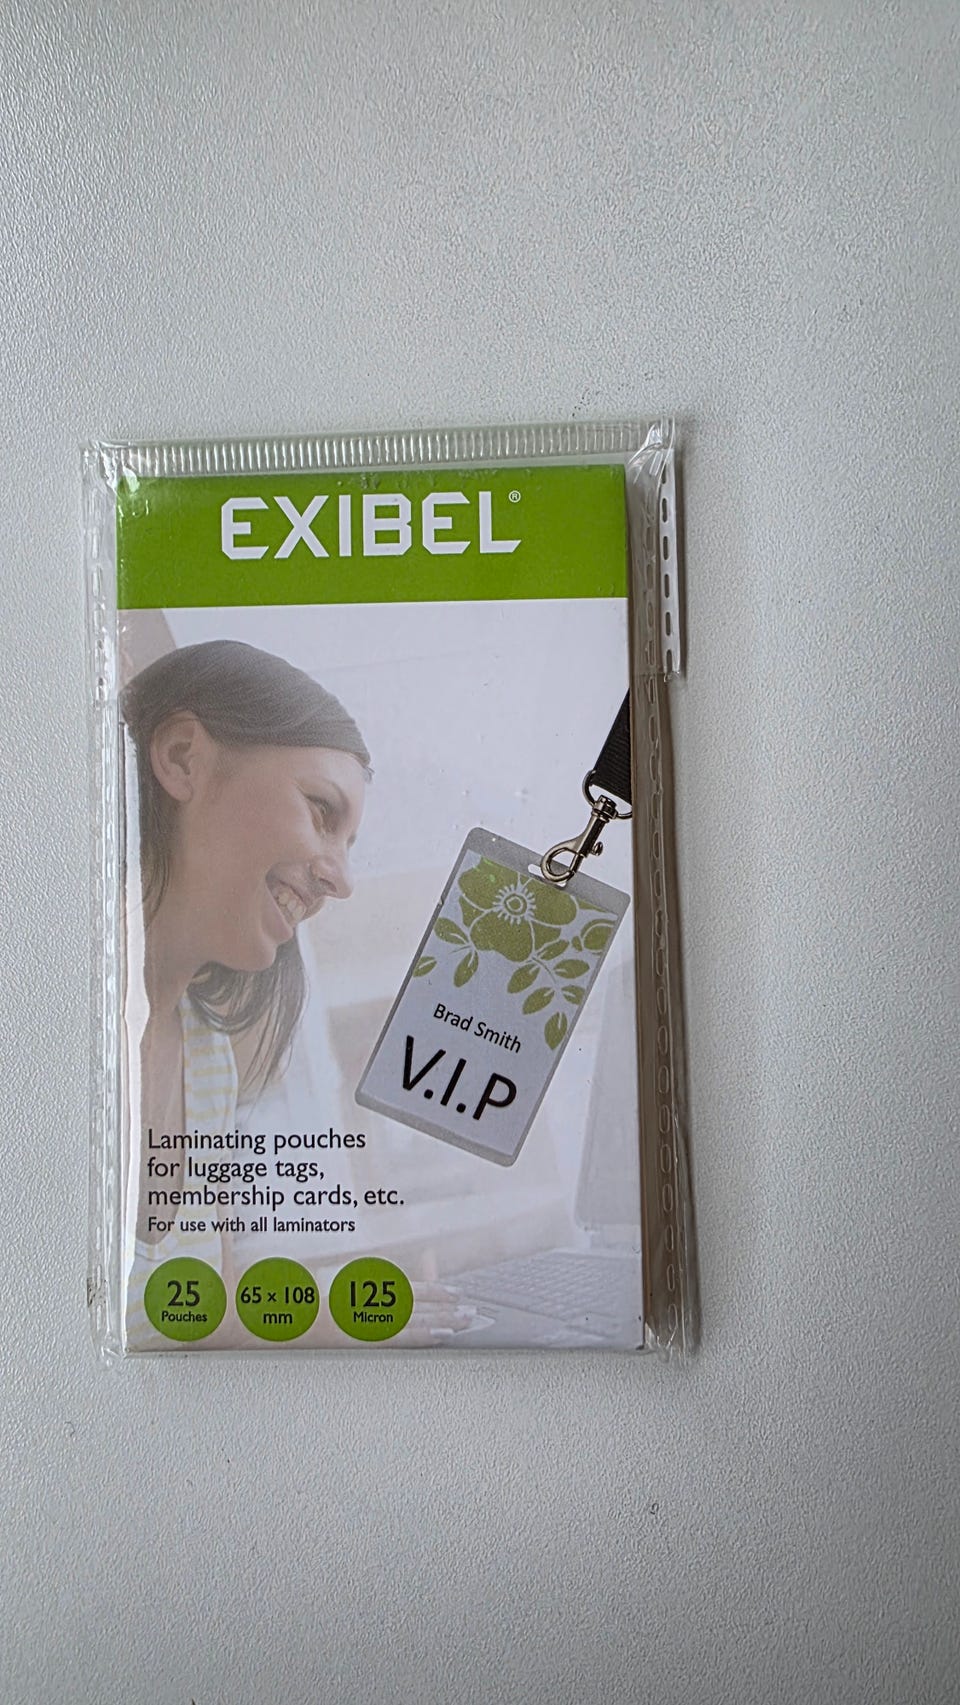 EXIBEL®
Brad Smith
V.I.P
Laminating pouches
for luggage tags,
membership cards, etc.
For use with all laminators
25
Pouches
65 × 108
mm
125
Micron